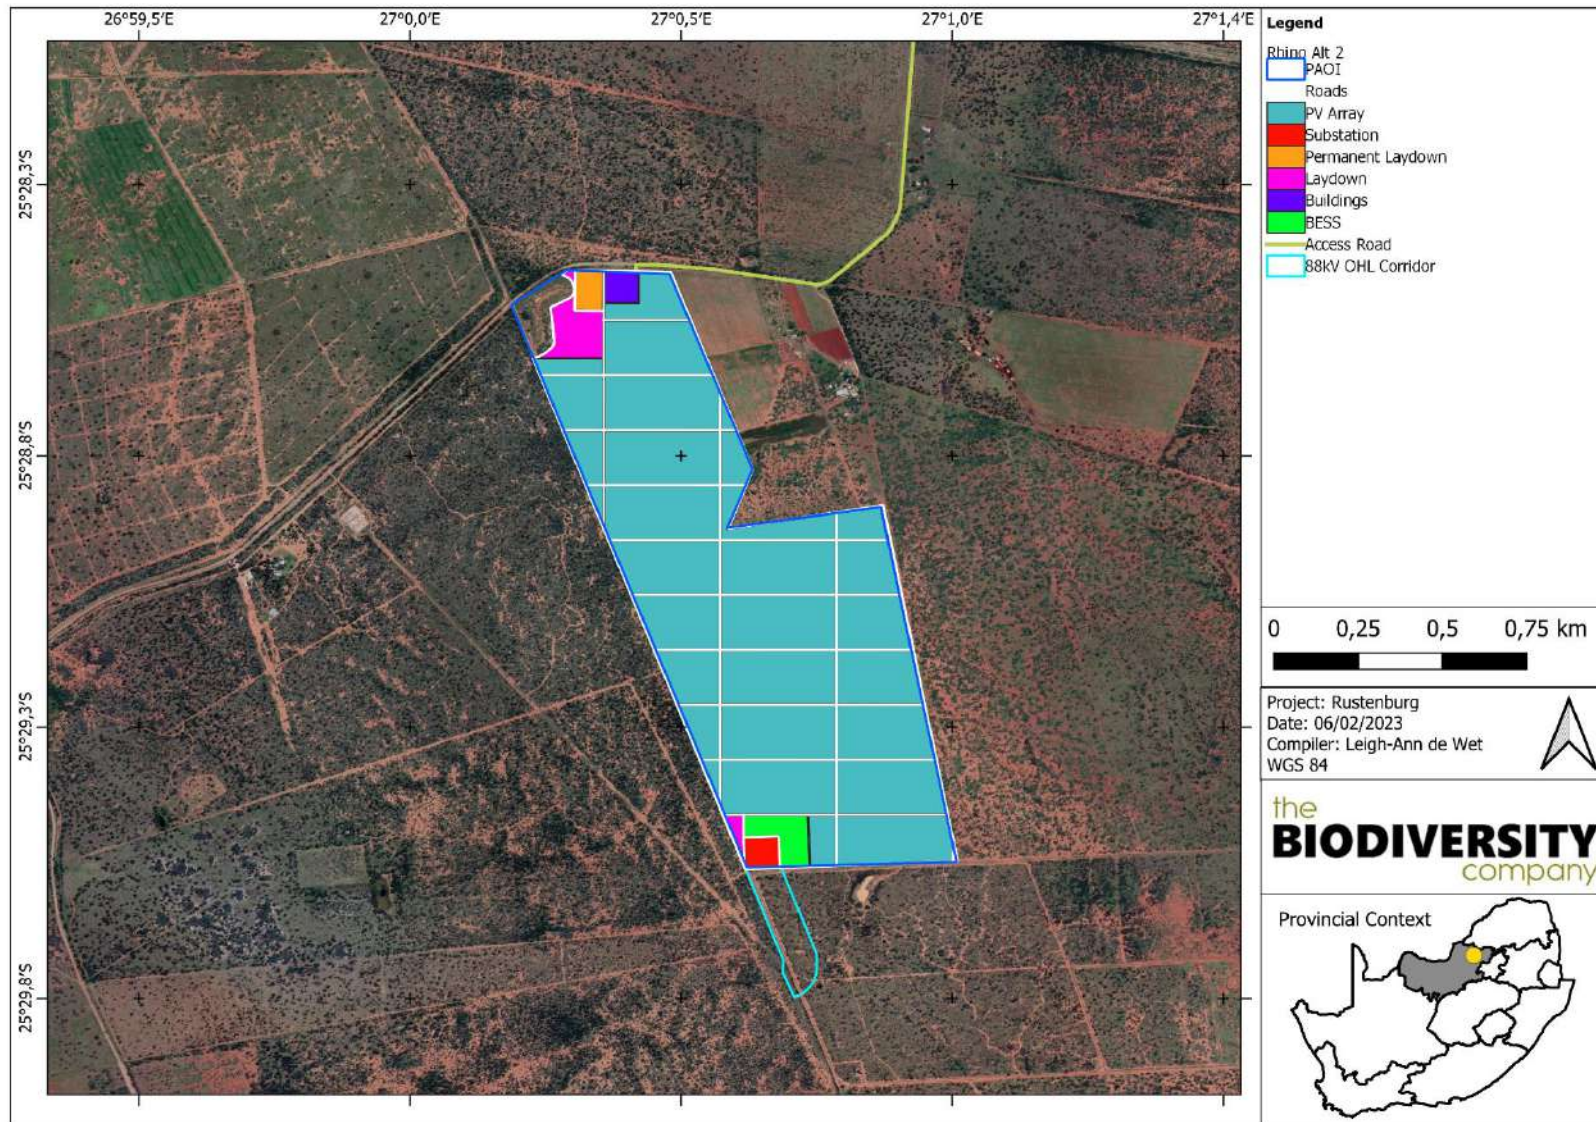 26°59,5'E 27°0,0'E 27°0,5'E 27°1,0'E 27°1,4'E
25°28,3'S
25°28,8'S
25°29,3'S
25°29,8'S
Legend
Rhino Alt 2
PAOI
Roads
PV Array
Substation
Permanent Laydown
Laydown
Buildings
BESS
Access Road
88kV OHL Corridor
0 0,25 0,5 0,75 km
Project: Rustenburg
Date: 06/02/2023
Compiler: Leigh-Ann de Wet
WGS 84
the
BIODIVERSITY
company
Provincial Context